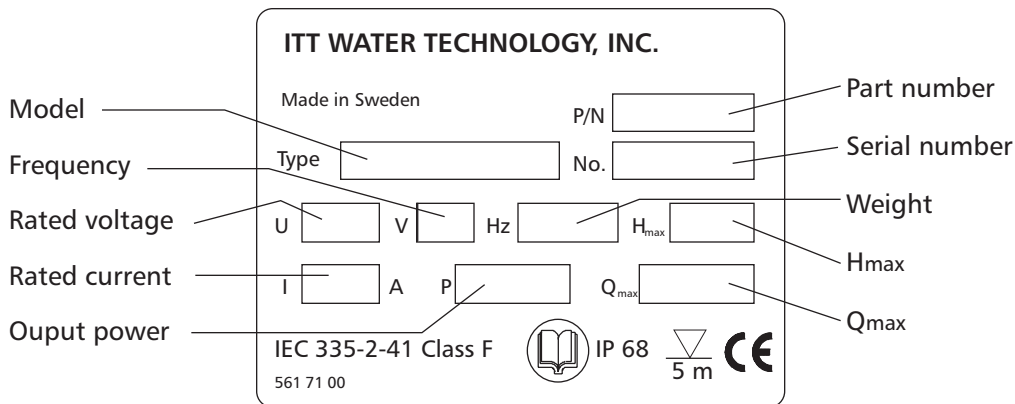 ITT WATER TECHNOLOGY, INC.
Made in Sweden
P/N
Part number
Model
Type
No.
Serial number
Frequency
Rated voltage
U
V
Hz
Hmax
Weight
Hmax
Rated current
I
A
P
Qmax
Qmax
Ouput power
IEC 335-2-41 Class F
IP 68
5 m
CE
561 71 00